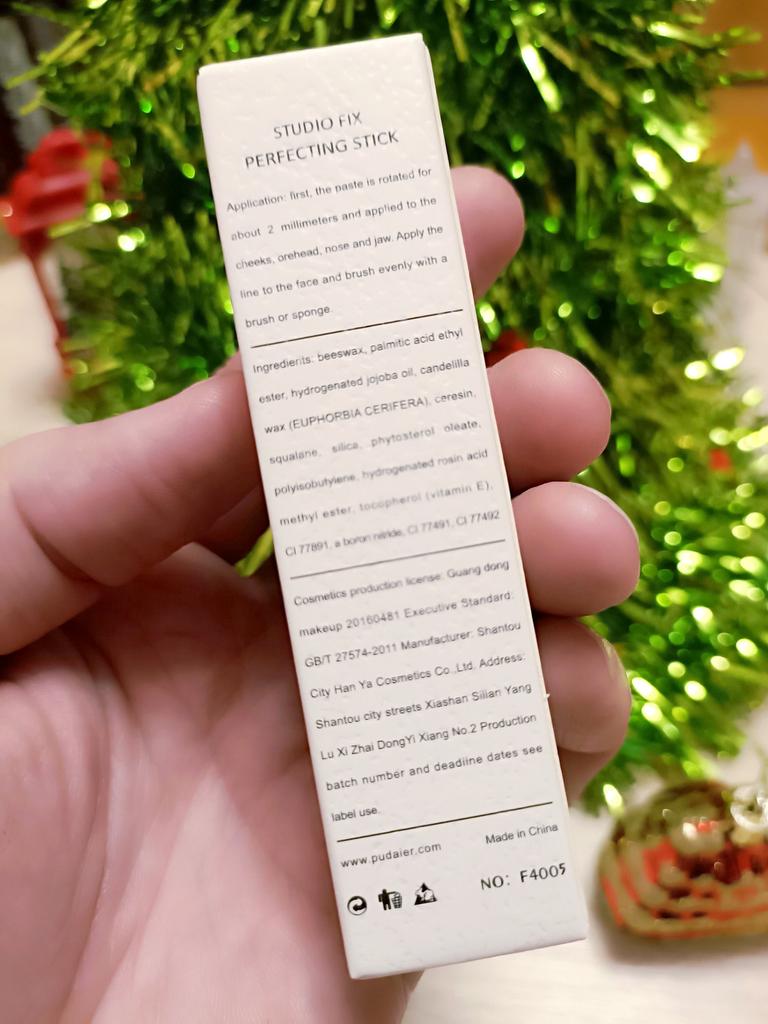 STUDIO FIX
PERFECTING STICK
Application: first, the paste is rotated for
about 2 millimeters and applied to the
cheeks, orehead, nose and jaw. Apply the
line to the face and brush evenly with a
brush or sponge.
Ingredients: beeswax, palmitic acid ethyl
ester, hydrogenated jojoba oil, candelilla
wax (EUPHORBIA CERIFERA), ceresin,
squalane, silica, phytosterol oleate,
polyisobutylene, hydrogenated rosin acid
methyl ester, tocopherol (vitamin E),
CI 77891, a boron nitride, CI 77491, CI 77492
Cosmetics production license: Guang dong
makeup 20160481 Executive Standard:
GB/T 27574-2011 Manufacturer: Shantou
City Han Ya Cosmetics Co.,Ltd. Address:
Shantou city streets Xiashan Silian Yang
Lu Xi Zhai DongYi Xiang No.2 Production
batch number and deadline dates see
label use.
www.pudaier.com Made in China
NO: F4005